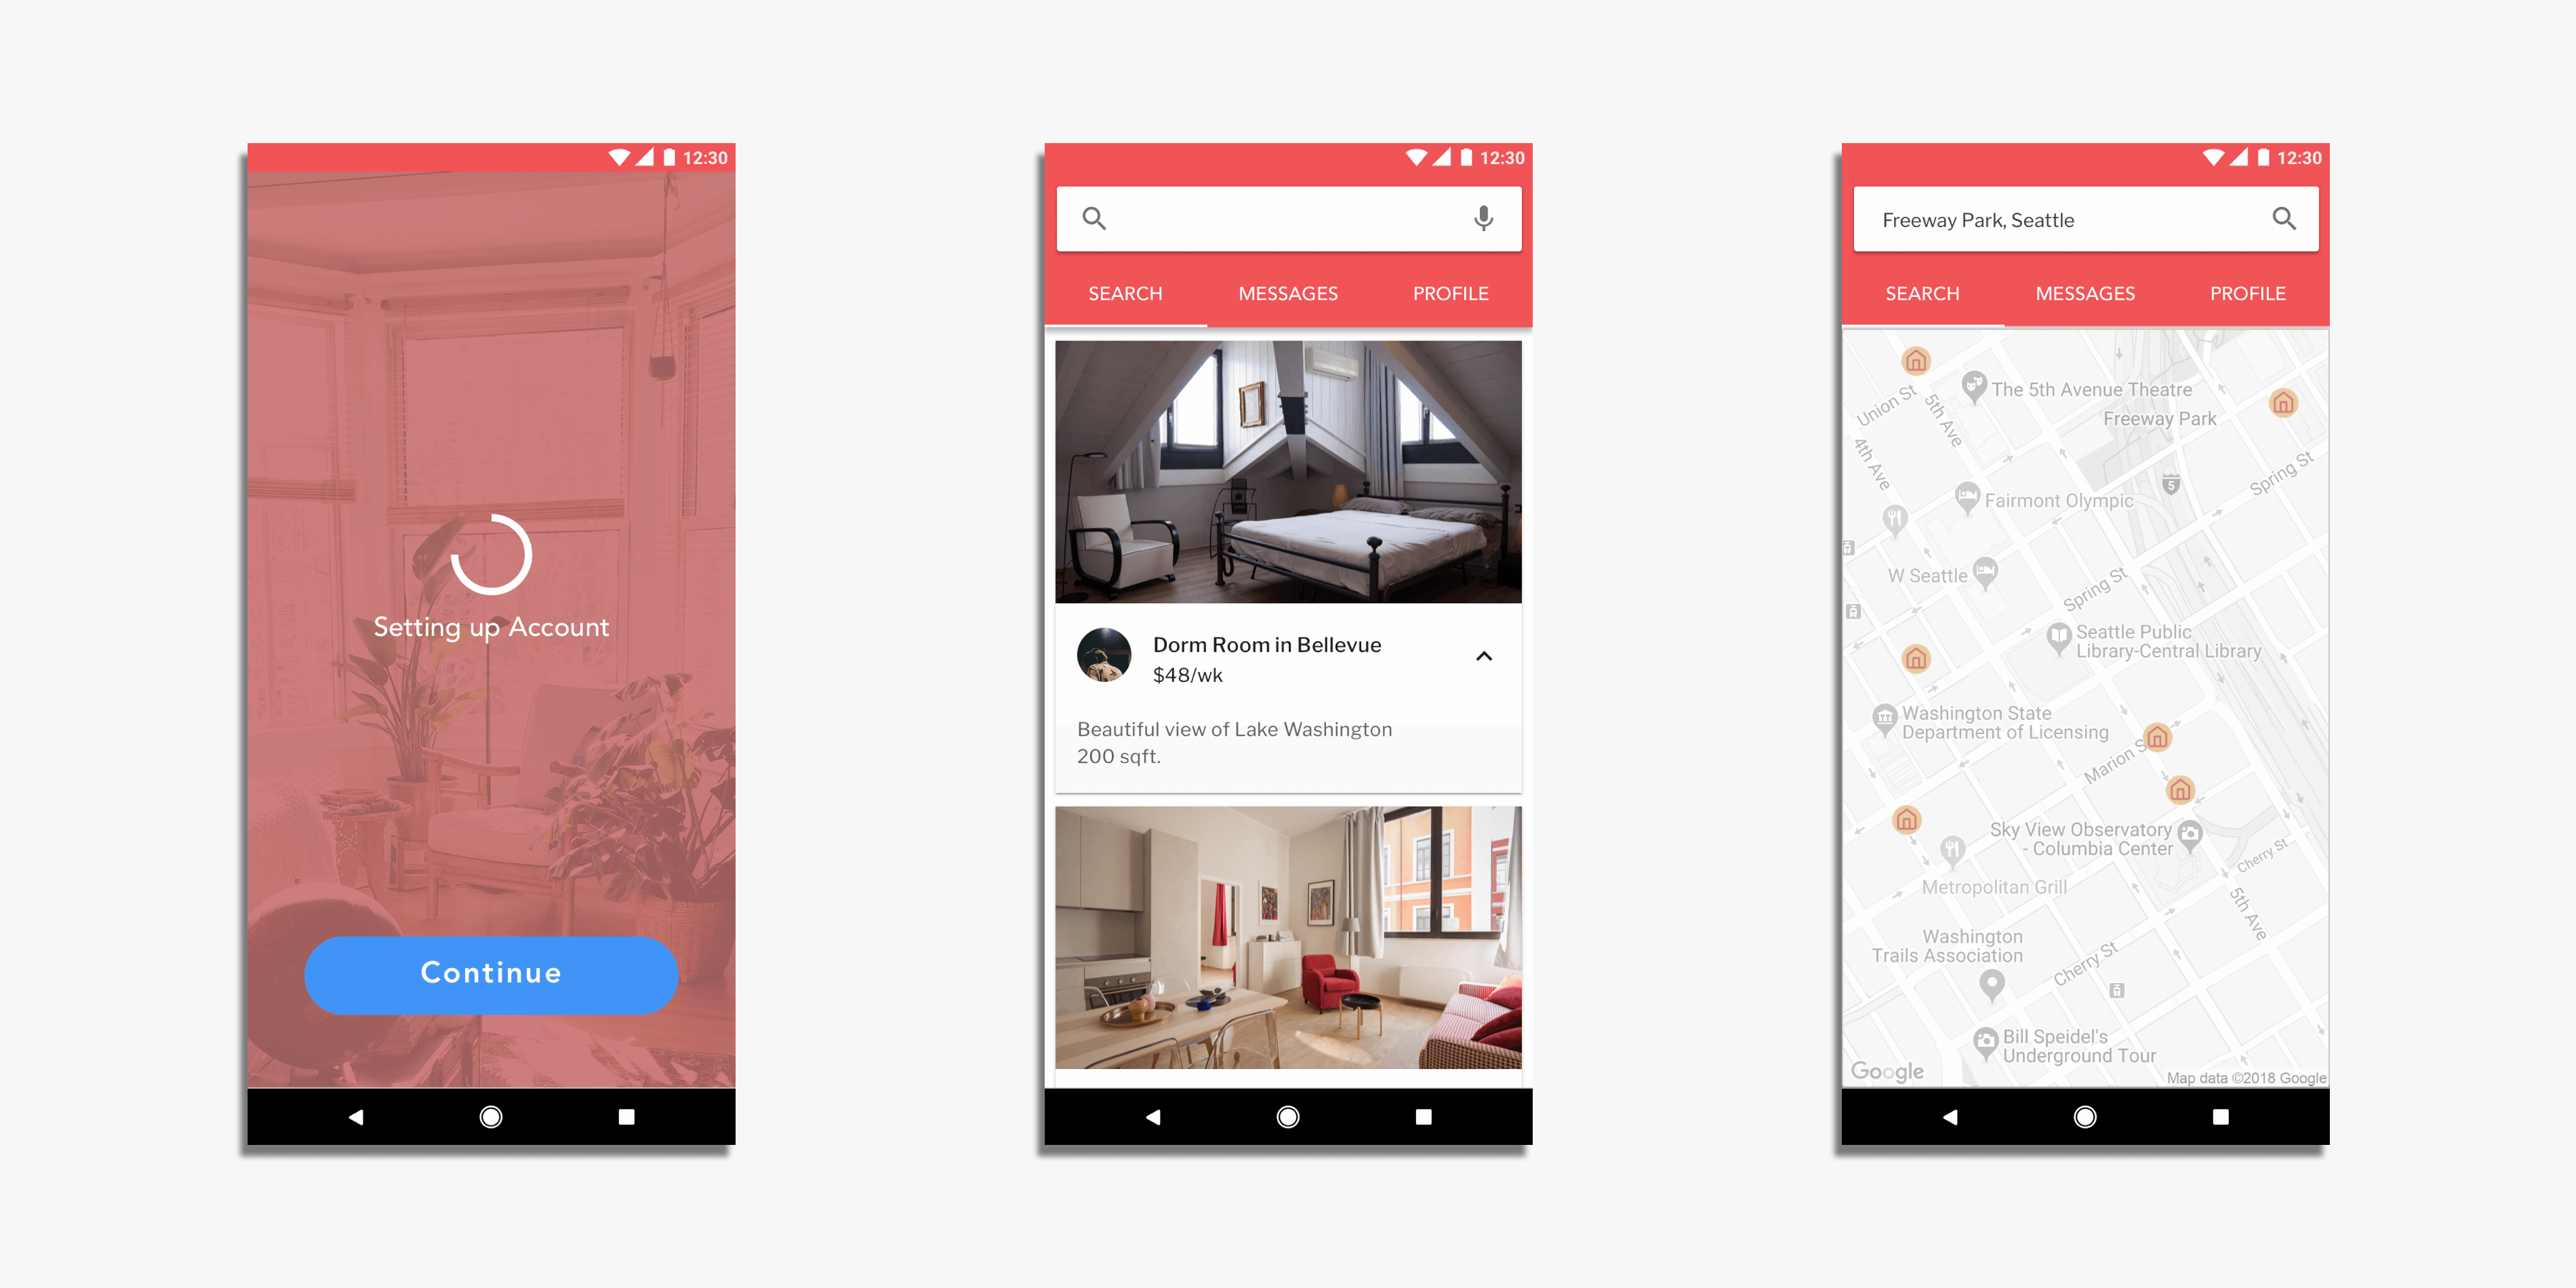 12:30
Setting up Account
Continue
12:30
SEARCH MESSAGES PROFILE
Dorm Room in Bellevue
$48/wk
Beautiful view of Lake Washington
200 sqft.
12:30
Freeway Park, Seattle
SEARCH MESSAGES PROFILE
Union St
5th Ave
The 5th Avenue Theatre
Freeway Park
4th Ave
Spring St
5
Fairmont Olympic
W Seattle
Spring St
Seattle Public
Library-Central Library
Washington State
Department of Licensing
Marion S
Sky View Observatory
- Columbia Center
Cherry St
Metropolitan Grill
5th Ave
Washington
Trails Association
Cherry St
Bill Speidel's
Underground Tour
Google
Map data ©2018 Google